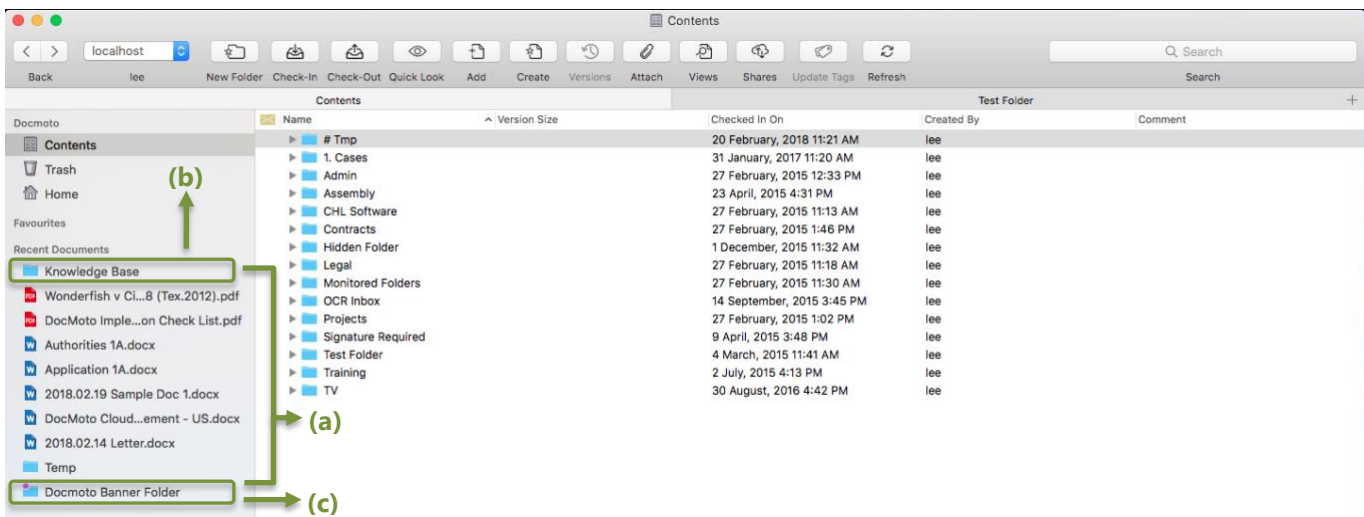 Contents
localhost
Search
Back lee New Folder Check-In Check-Out Quick Look Add Create Versions Attach Views Shares Update Tags Refresh Search
Contents Test Folder +
Docmoto
Contents
Trash
Home
Favourites
Recent Documents
Knowledge Base
Wonderfish v Ci...8 (Tex.2012).pdf
DocMoto Imple...on Check List.pdf
Authorities 1A.docx
Application 1A.docx
2018.02.19 Sample Doc 1.docx
DocMoto Cloud...ement - US.docx
2018.02.14 Letter.docx
Temp
Docmoto Banner Folder
Name Version Size Checked In On Created By Comment
# Tmp 20 February, 2018 11:21 AM lee
1. Cases 31 January, 2017 11:20 AM lee
Admin 27 February, 2015 12:33 PM lee
Assembly 23 April, 2015 4:31 PM lee
CHL Software 27 February, 2015 11:13 AM lee
Contracts 27 February, 2015 1:46 PM lee
Hidden Folder 1 December, 2015 11:32 AM lee
Legal 27 February, 2015 11:18 AM lee
Monitored Folders 27 February, 2015 11:30 AM lee
OCR Inbox 14 September, 2015 3:45 PM lee
Projects 27 February, 2015 1:02 PM lee
Signature Required 9 April, 2015 3:48 PM lee
Test Folder 4 March, 2015 11:41 AM lee
Training 2 July, 2015 4:13 PM lee
TV 30 August, 2016 4:42 PM lee
(b)
(a)
(c)